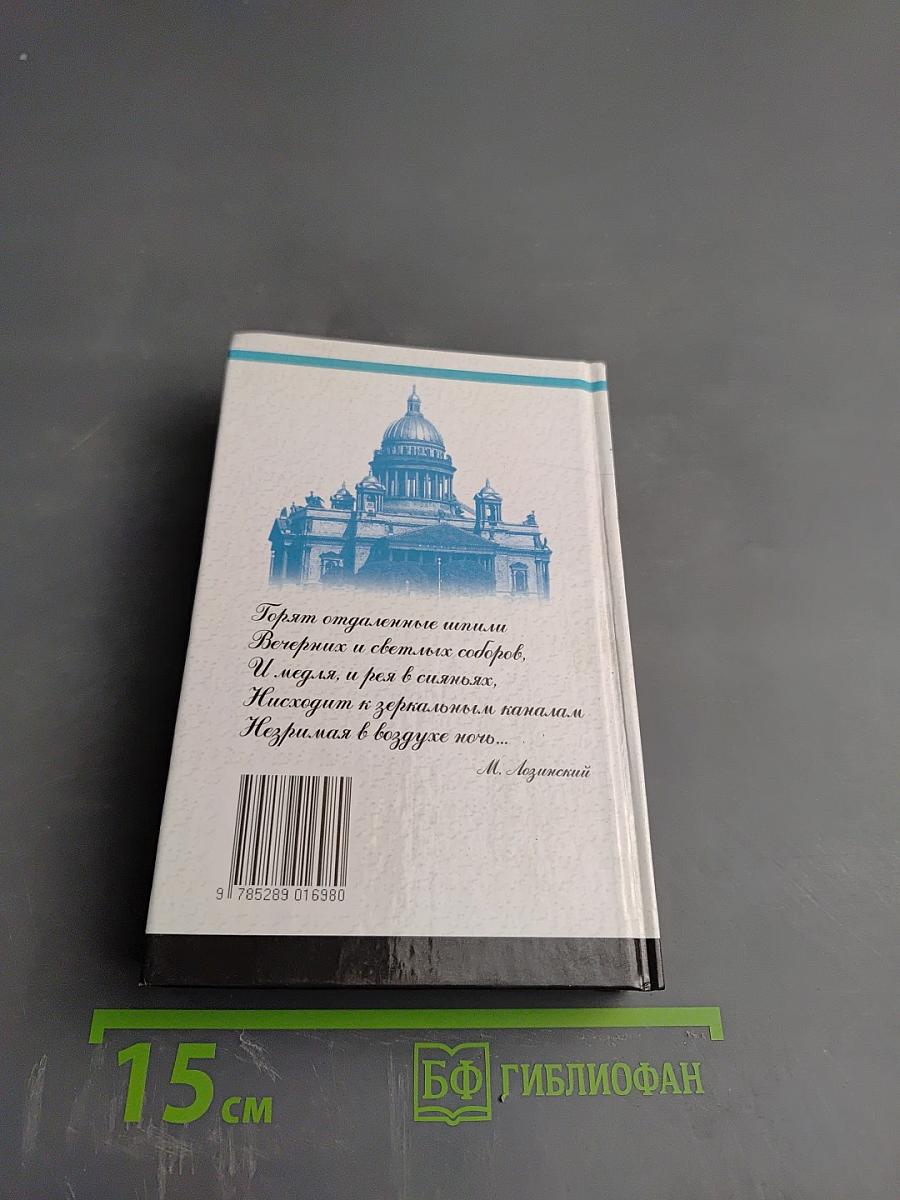 Горят отдаленные шпили
Вечерних и светлых соборов,
И медля, и рея в сияньях,
Нисходит к зеркальным каналам
Незримая в воздухе ночь...
М. Лозинский
9 785289 016980
15 см
БФ ГИБЛИОФАН